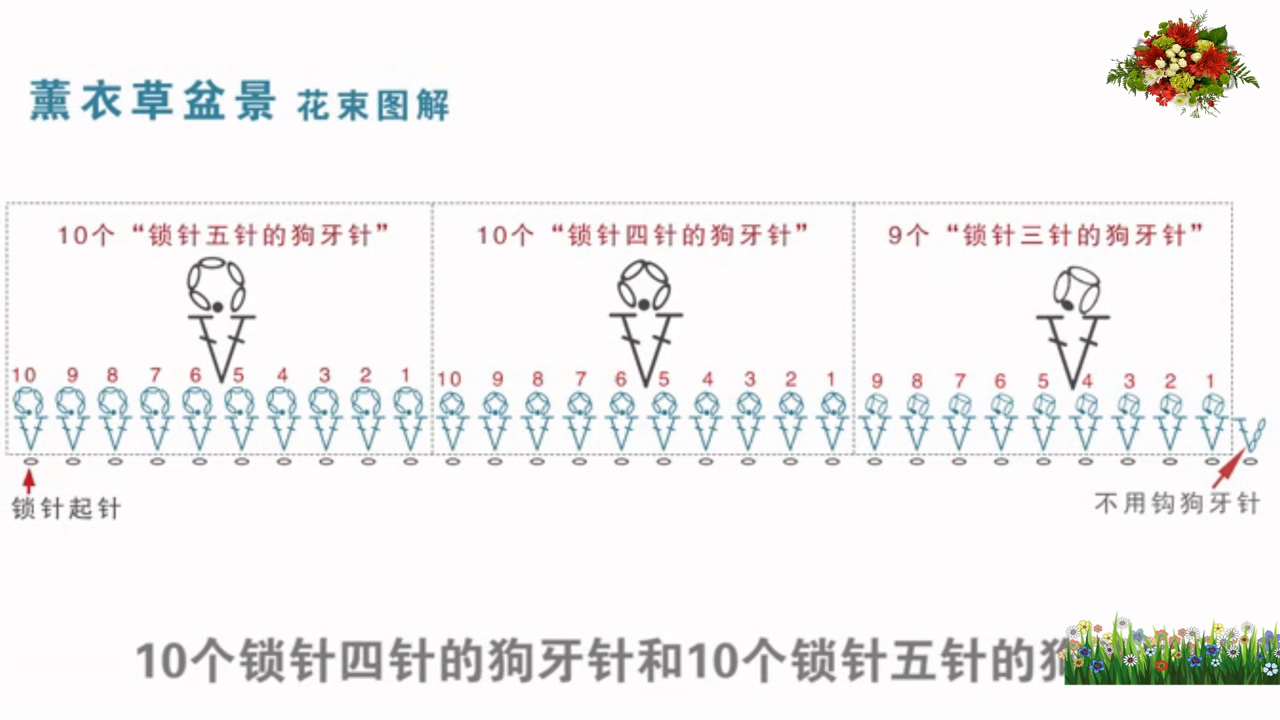 薰衣草盆景 花束图解
10个“锁针五针的狗牙针” 10个“锁针四针的狗牙针” 9个“锁针三针的狗牙针”
10 9 8 7 6 5 4 3 2 1 10 9 8 7 6 5 4 3 2 1 9 8 7 6 5 4 3 2 1
锁针起针 不用钩狗牙针
10个锁针四针的狗牙针和10个锁针五针的